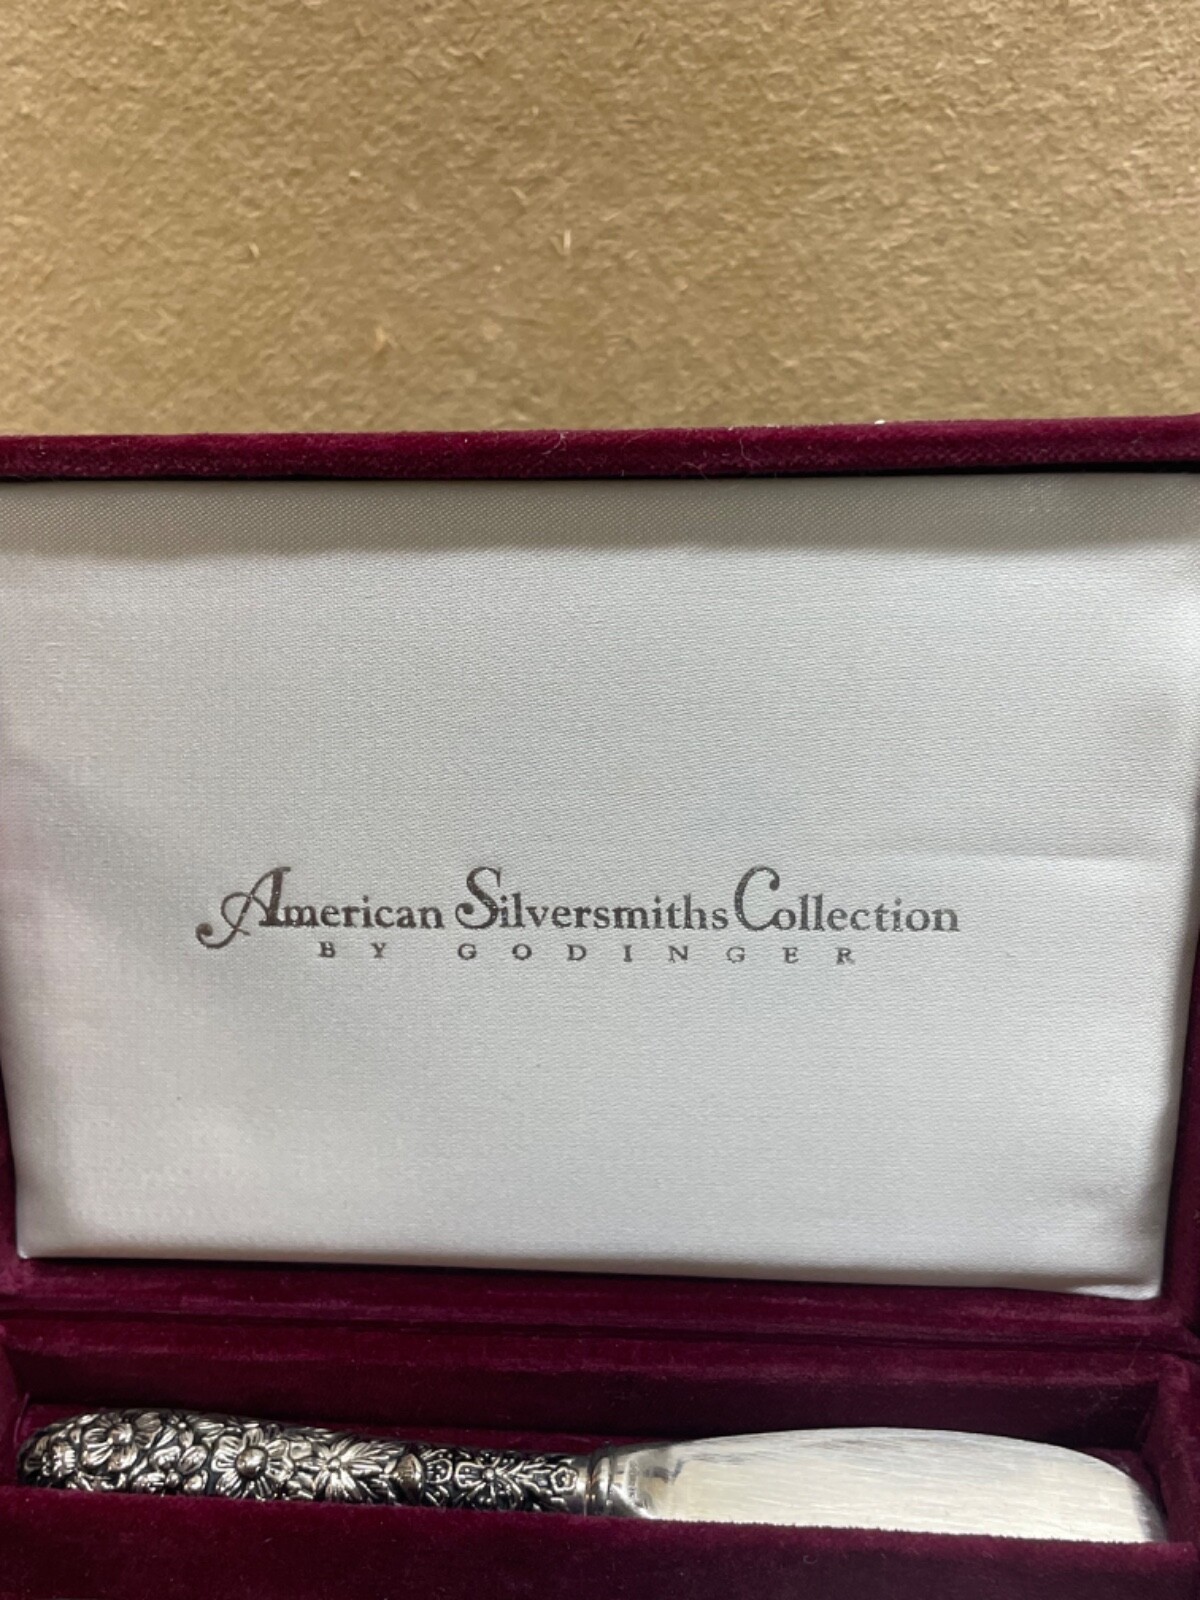 American Silversmiths Collection
BY GODINGER